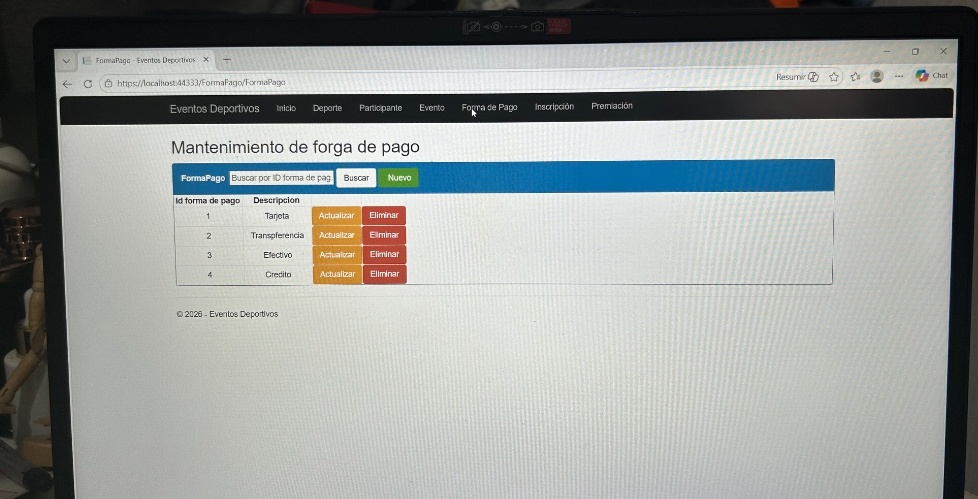 FormaPago - Eventos Deportivos
https://localhost:44333/FormaPago/FormaPago
Resumir
Chat
Eventos Deportivos Inicio Deporte Participante Evento Forma de Pago Inscripción Premiación
Mantenimiento de forga de pago
FormaPago Buscar por ID forma de pag Buscar Nuevo
Id forma de pago Descripcion
1 Tarjeta Actualizar Eliminar
2 Transpferencia Actualizar Eliminar
3 Efectivo Actualizar Eliminar
4 Credito Actualizar Eliminar
© 2026 - Eventos Deportivos